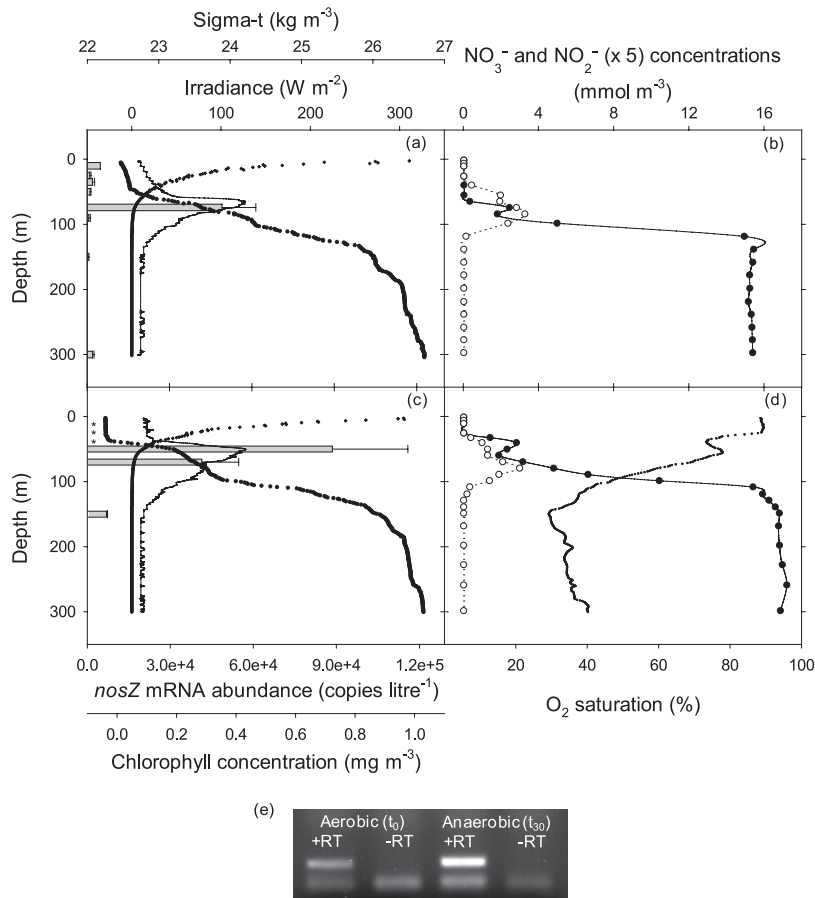 Sigma-t (kg m⁻³)
22 23 24 25 26 27
Irradiance (W m⁻²)
0 100 200 300
NO₃⁻ and NO₂⁻ (x 5) concentrations
(mmol m⁻³)
0 4 8 12 16
(a)
(b)
Depth (m)
0
100
200
300
(c)
(d)
Depth (m)
0
100
200
300
* * *
0.0 3.0e+4 6.0e+4 9.0e+4 1.2e+5
nosZ mRNA abundance (copies litre⁻¹)
0.0 0.2 0.4 0.6 0.8 1.0
Chlorophyll concentration (mg m⁻³)
20 40 60 80 100
O₂ saturation (%)
(e)
Aerobic (t₀) Anaerobic (t₃₀)
+RT -RT +RT -RT